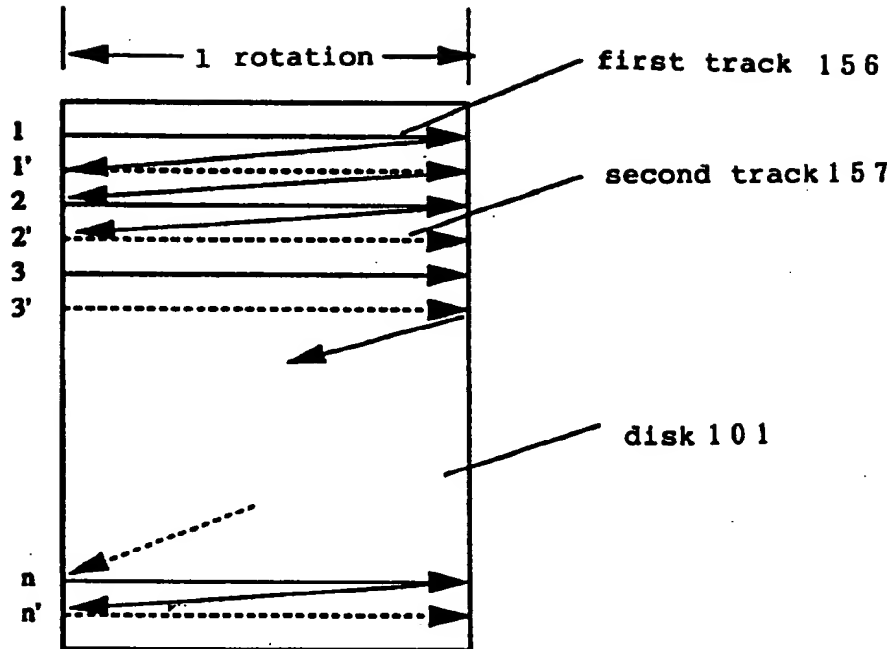 1 rotation
first track 156
1
1'
second track 157
2
2'
3
3'
disk 101
n
n'